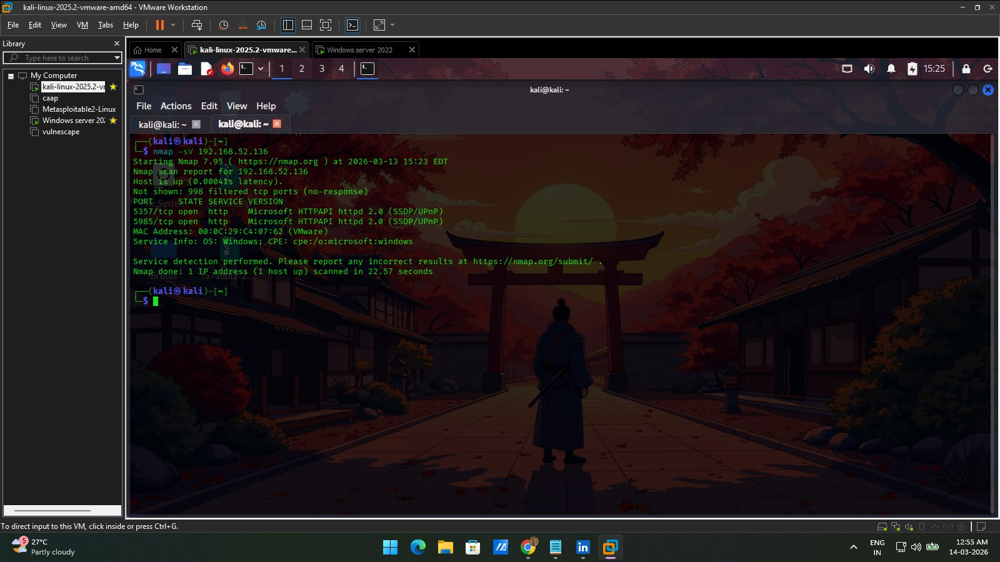 kali-linux-2025.2-vmware-amd64 - VMware Workstation
File Edit View VM Tabs Help
Library
Type here to search
My Computer
kali-linux-2025.2-vr
caap
Metasploitable2-Linux
Windows server 202
vulnescape
Home
kali-linux-2025.2-vmware...
Windows server 2022
1 2 3 4
15:25
kali@kali: ~
File Actions Edit View Help
kali@kali: ~
kali@kali: ~
┌──(kali㉿kali)-[~]
└─$ nmap -sV 192.168.52.136
Starting Nmap 7.95 ( https://nmap.org ) at 2026-03-13 15:23 EDT
Nmap scan report for 192.168.52.136
Host is up (0.00041s latency).
Not shown: 998 filtered tcp ports (no-response)
PORT STATE SERVICE VERSION
5357/tcp open http Microsoft HTTPAPI httpd 2.0 (SSDP/UPnP)
5985/tcp open http Microsoft HTTPAPI httpd 2.0 (SSDP/UPnP)
MAC Address: 00:0C:29:C4:07:62 (VMware)
Service Info: OS: Windows; CPE: cpe:/o:microsoft:windows
Service detection performed. Please report any incorrect results at https://nmap.org/submit/ .
Nmap done: 1 IP address (1 host up) scanned in 22.57 seconds
Brutus
┌──(kali㉿kali)-[~]
└─$
To direct input to this VM, click inside or press Ctrl+G.
5
27°C
Partly cloudy
in
ENG
IN
12:55 AM
14-03-2026